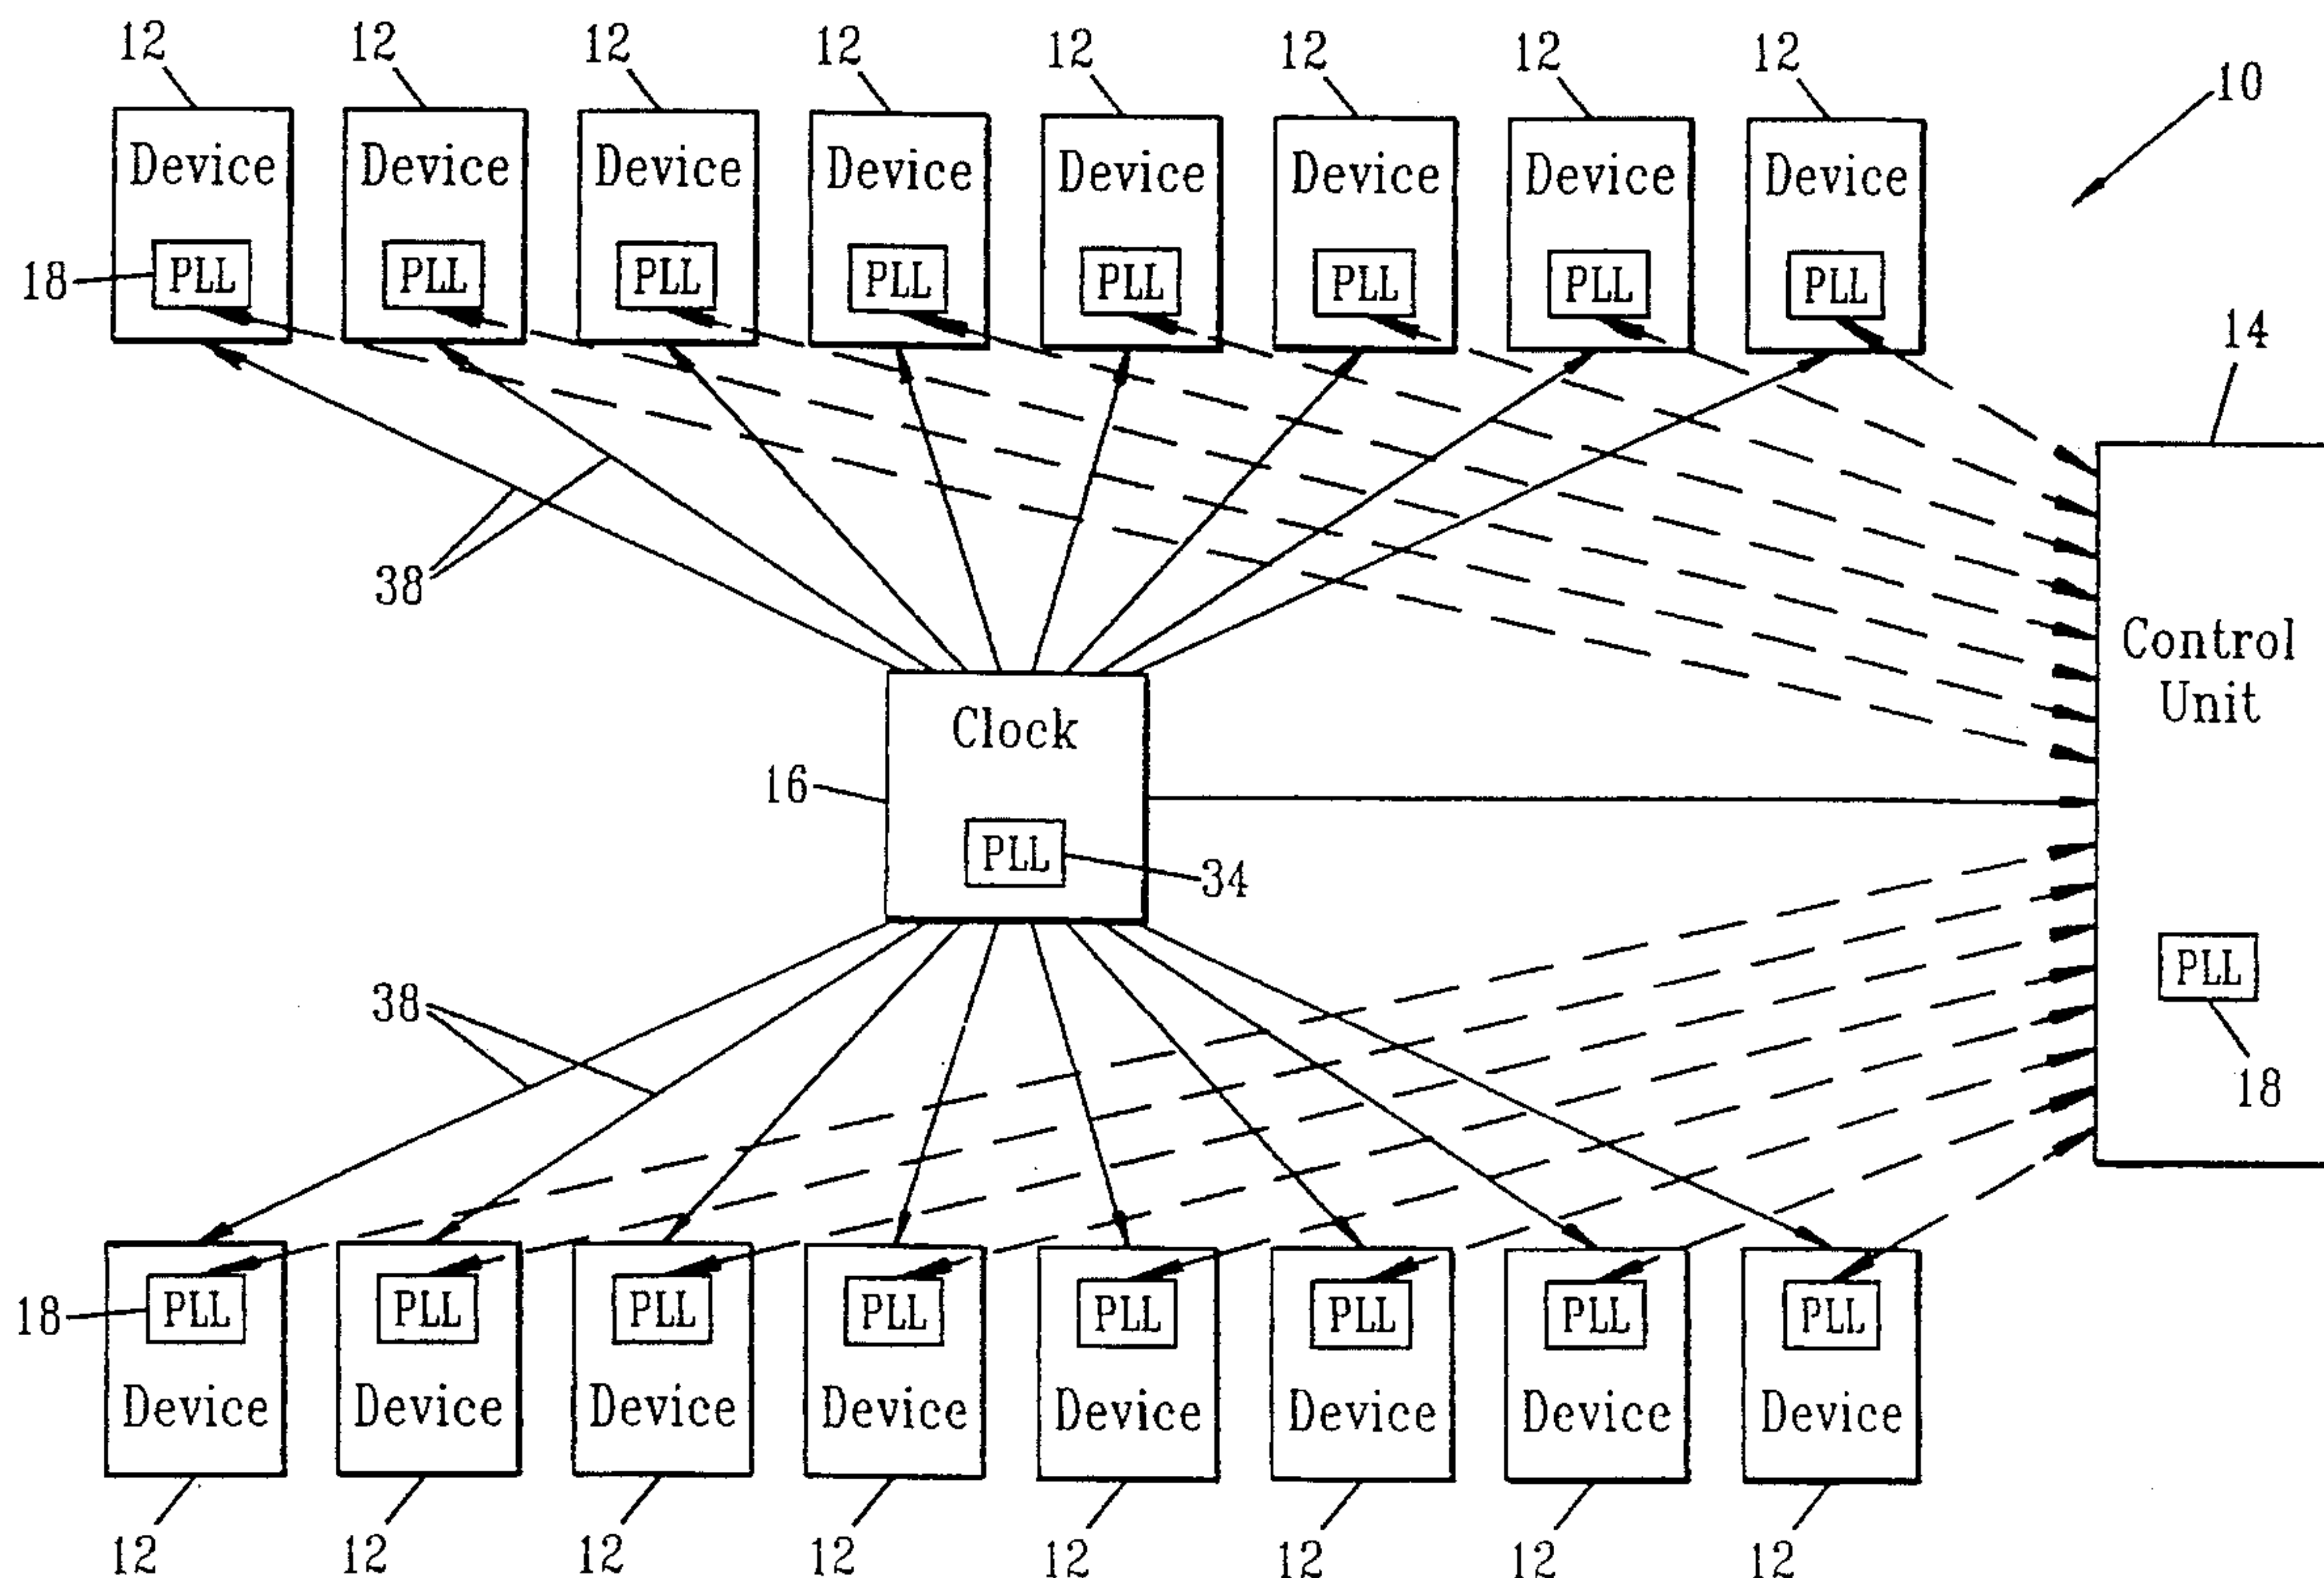 12 12 12 12 12 12 12 12
10
Device Device Device Device Device Device Device Device
18 PLL PLL PLL PLL PLL PLL PLL PLL
14
38
Control
Unit
Clock
16
PLL 34
PLL
38
18
18 PLL PLL PLL PLL PLL PLL PLL PLL
Device Device Device Device Device Device Device Device
12 12 12 12 12 12 12 12